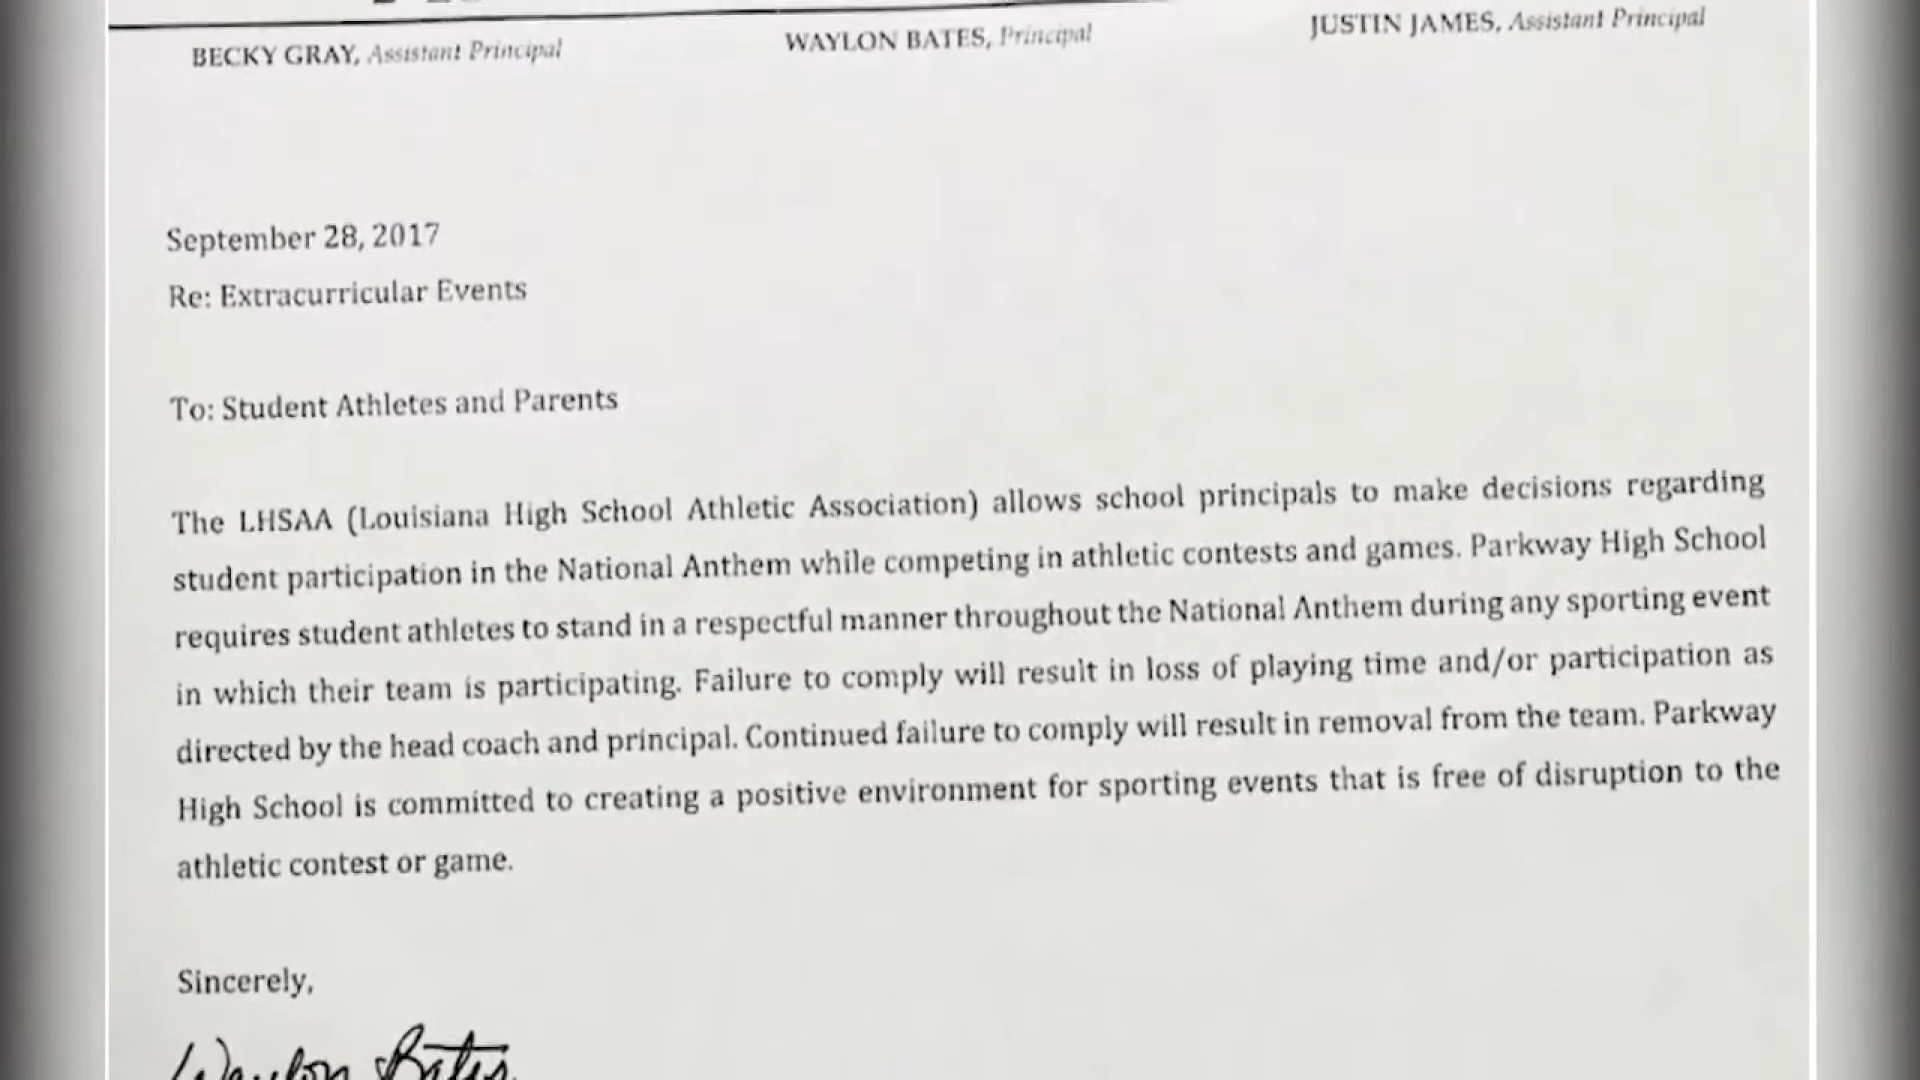 BECKY GRAY, Assistant Principal WAYLON BATES, Principal JUSTIN JAMES, Assistant Principal
September 28, 2017
Re: Extracurricular Events
To: Student Athletes and Parents
The LHSAA (Louisiana High School Athletic Association) allows school principals to make decisions regarding
student participation in the National Anthem while competing in athletic contests and games. Parkway High School
requires student athletes to stand in a respectful manner throughout the National Anthem during any sporting event
in which their team is participating. Failure to comply will result in loss of playing time and/or participation as
directed by the head coach and principal. Continued failure to comply will result in removal from the team. Parkway
High School is committed to creating a positive environment for sporting events that is free of disruption to the
athletic contest or game.
Sincerely,
Waylon Bates